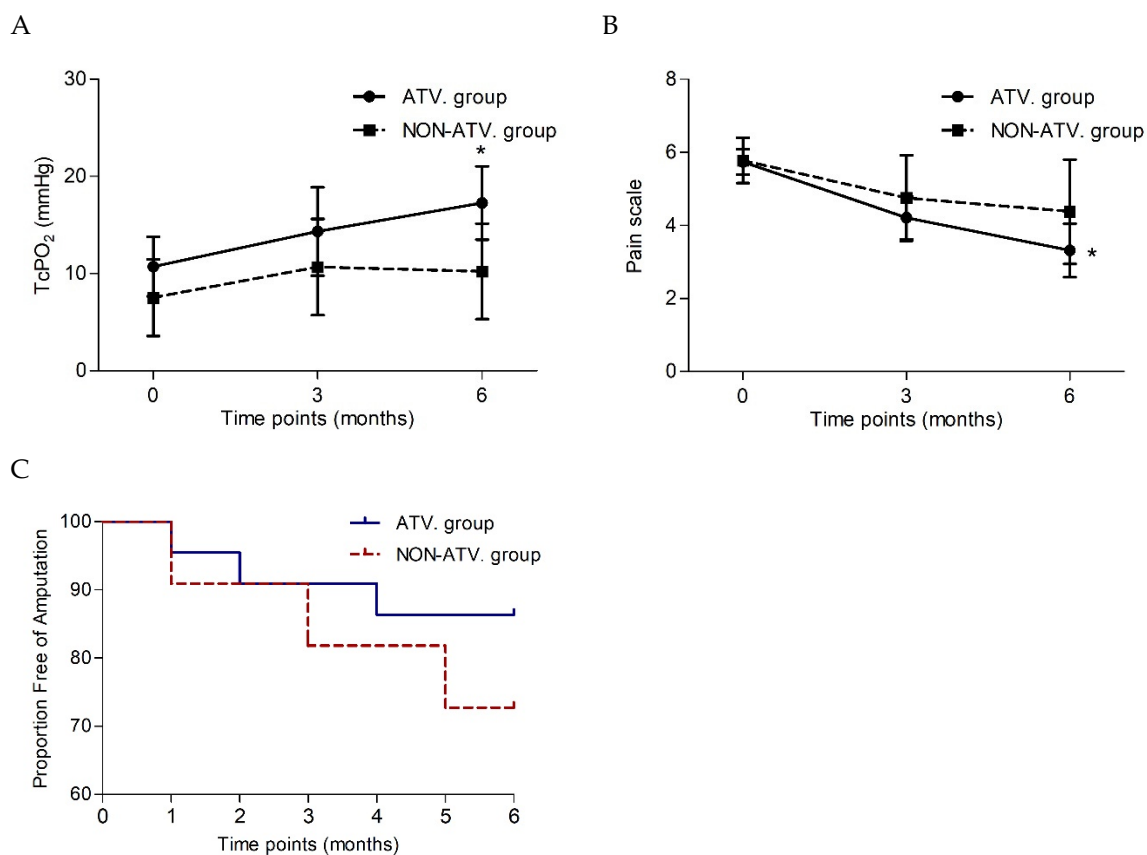 A
30
20
10
0
TcPO2 (mmHg)
ATV. group
NON-ATV. group
*
0 3 6
Time points (months)
B
8
6
4
2
0
Pain scale
ATV. group
NON-ATV. group
*
0 3 6
Time points (months)
C
100
90
80
70
60
Proportion Free of Amputation
ATV. group
NON-ATV. group
0 1 2 3 4 5 6
Time points (months)